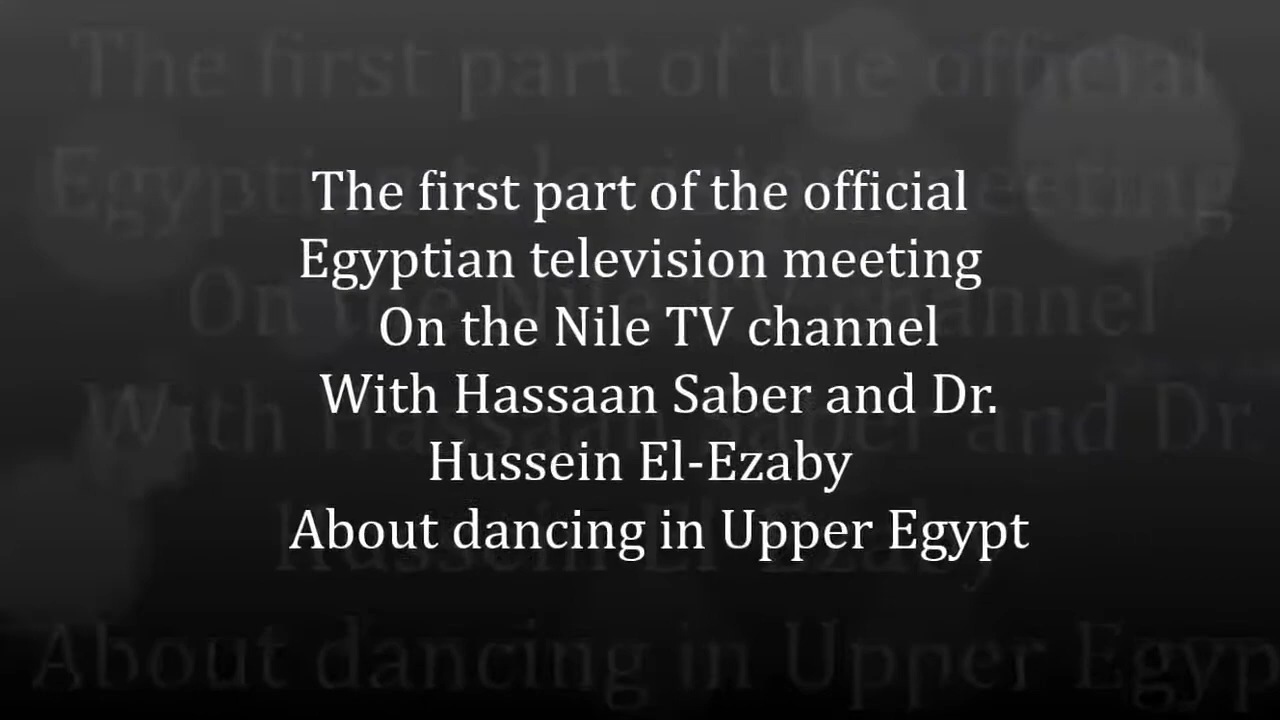 The first part of the official
Egyptian television meeting
On the Nile TV channel
With Hassaan Saber and Dr.
Hussein El-Ezaby
About dancing in Upper Egypt